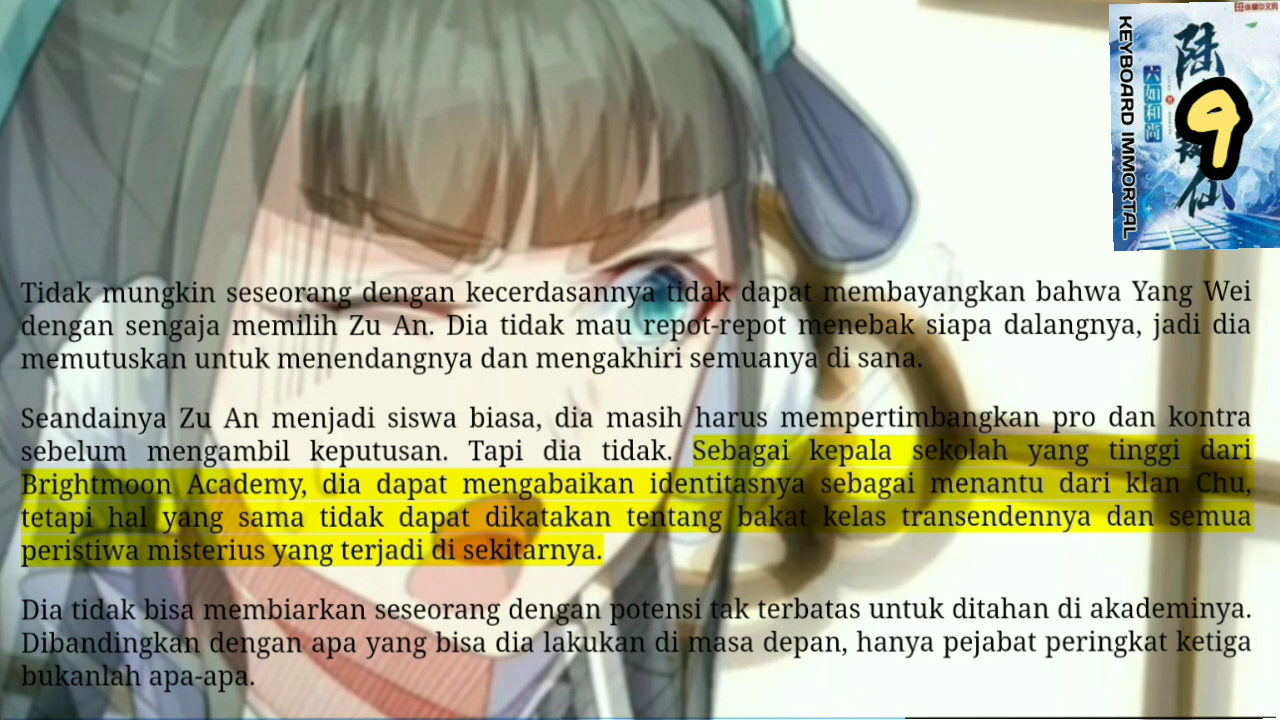 Tidak mungkin seseorang dengan kecerdasannya tidak dapat membayangkan bahwa Yang Wei
dengan sengaja memilih Zu An. Dia tidak mau repot-repot menebak siapa dalangnya, jadi dia
memutuskan untuk menendangnya dan mengakhiri semuanya di sana.
Seandainya Zu An menjadi siswa biasa, dia masih harus mempertimbangkan pro dan kontra
sebelum mengambil keputusan. Tapi dia tidak. Sebagai kepala sekolah yang tinggi dari
Brightmoon Academy, dia dapat mengabaikan identitasnya sebagai menantu dari klan Chu,
tetapi hal yang sama tidak dapat dikatakan tentang bakat kelas transendennya dan semua
peristiwa misterius yang terjadi di sekitarnya.
Dia tidak bisa membiarkan seseorang dengan potensi tak terbatas untuk ditahan di akademinya.
Dibandingkan dengan apa yang bisa dia lakukan di masa depan, hanya pejabat peringkat ketiga
bukanlah apa-apa.
KEYBOARD IMMORTAL
六如和尚
陆
仙
9